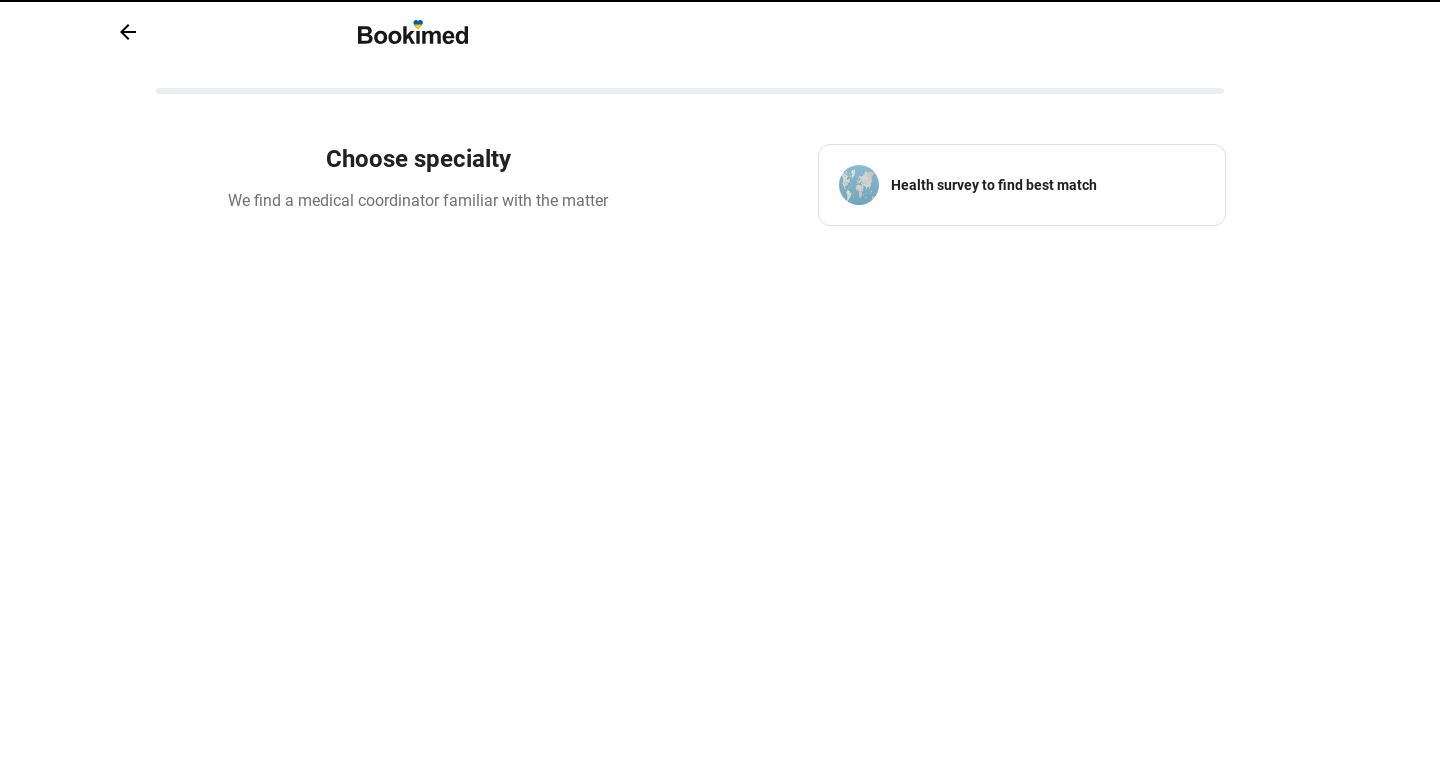 Bookimed
Choose specialty
We find a medical coordinator familiar with the matter
Health survey to find best match